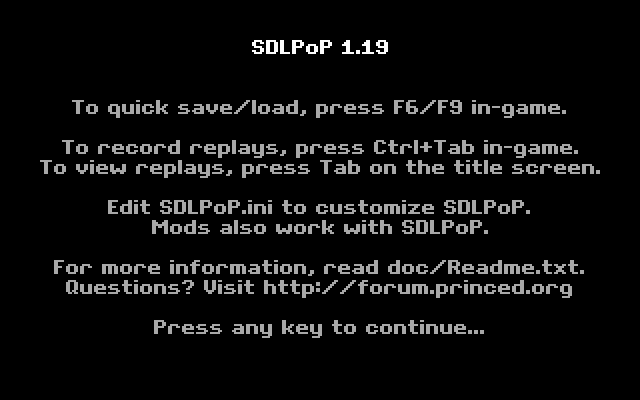 SDLPoP 1.19
To quick save/load, press F6/F9 in-game.
To record replays, press Ctrl+Tab in-game.
To view replays, press Tab on the title screen.
Edit SDLPoP.ini to customize SDLPoP.
Mods also work with SDLPoP.
For more information, read doc/Readme.txt.
Questions? Visit http://forum.princed.org
Press any key to continue...